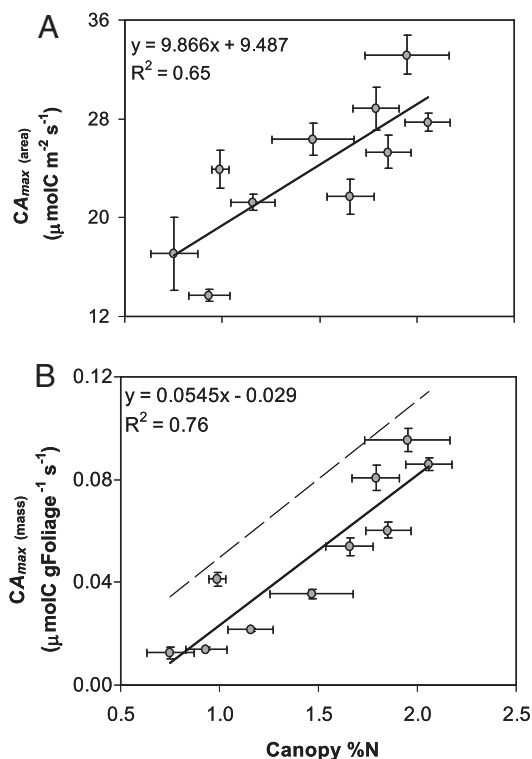 A
y = 9.866x + 9.487
R² = 0.65
CAmax (area)
(μmolC m⁻² s⁻¹)
36
28
20
12
B
y = 0.0545x - 0.029
R² = 0.76
CAmax (mass)
(μmolC gFoliage⁻¹ s⁻¹)
0.12
0.08
0.04
0.00
0.5 1.0 1.5 2.0 2.5
Canopy %N